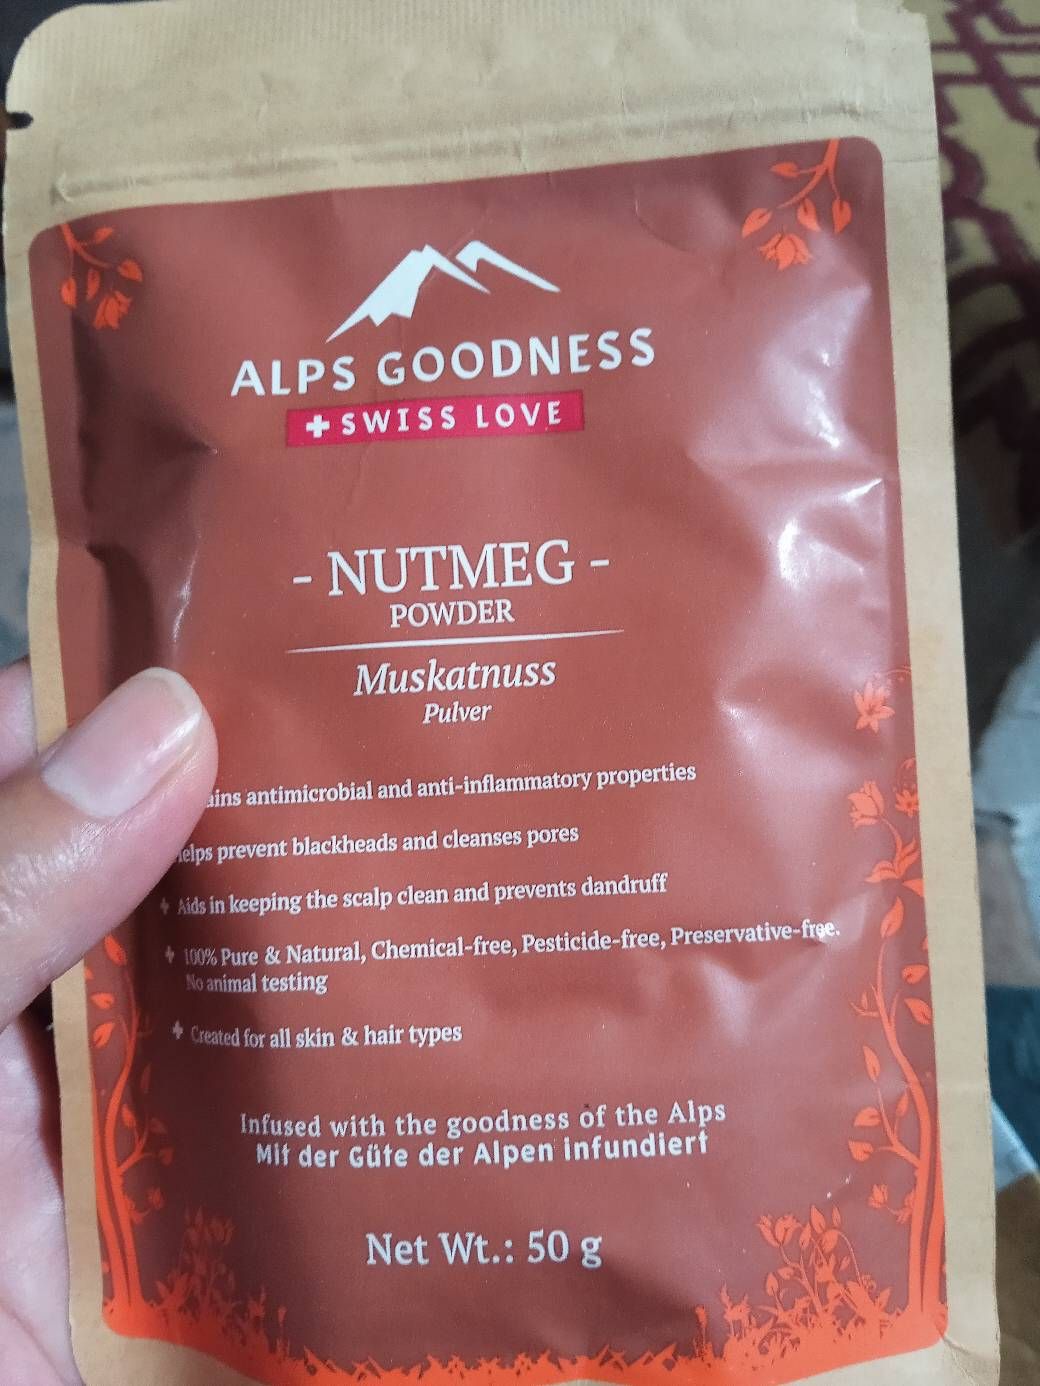 ALPS GOODNESS
+ SWISS LOVE
- NUTMEG -
POWDER
Muskatnuss
Pulver
antimicrobial and anti-inflammatory properties
prevent blackheads and cleanses pores
+ Aids in keeping the scalp clean and prevents dandruff
+ 100% Pure & Natural, Chemical-free, Pesticide-free, Preservative-free.
No animal testing
+ Created for all skin & hair types
Infused with the goodness of the Alps
Mit der Güte der Alpen infundiert
Net Wt.: 50 g